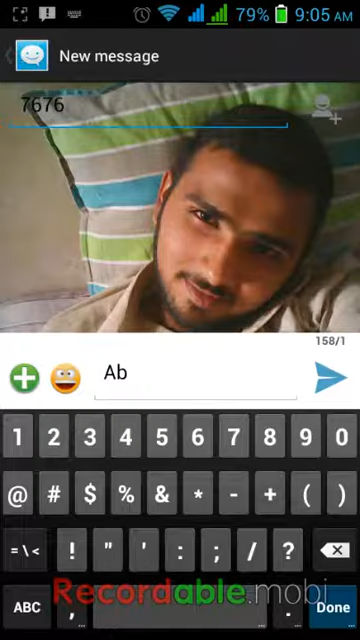 79% 9:05 AM
New message
7676
158/1
Ab
1 2 3 4 5 6 7 8 9 0
@ # $ % & * - + ( )
= \ < ! " ' : ; / ?
ABC , ... . ... Done
Recordable.mobi